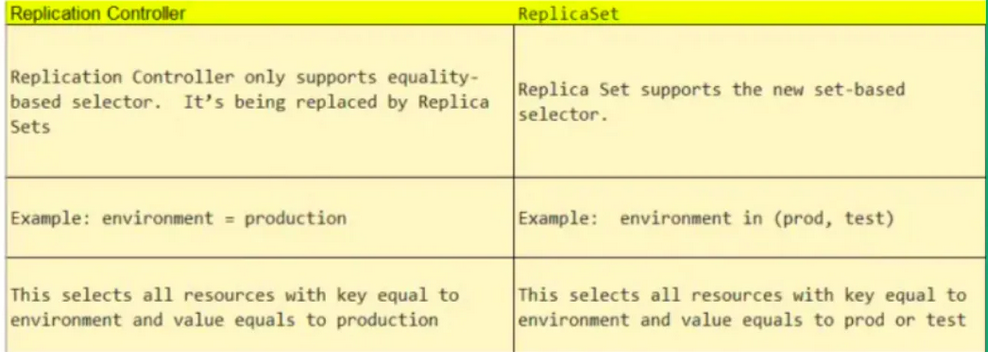 Replication Controller
ReplicaSet
Replication Controller only supports equality-
based selector.  It's being replaced by Replica
Sets
Replica Set supports the new set-based
selector.
Example: environment = production
Example:  environment in (prod, test)
This selects all resources with key equal to
environment and value equals to production
This selects all resources with key equal to
environment and value equals to prod or test